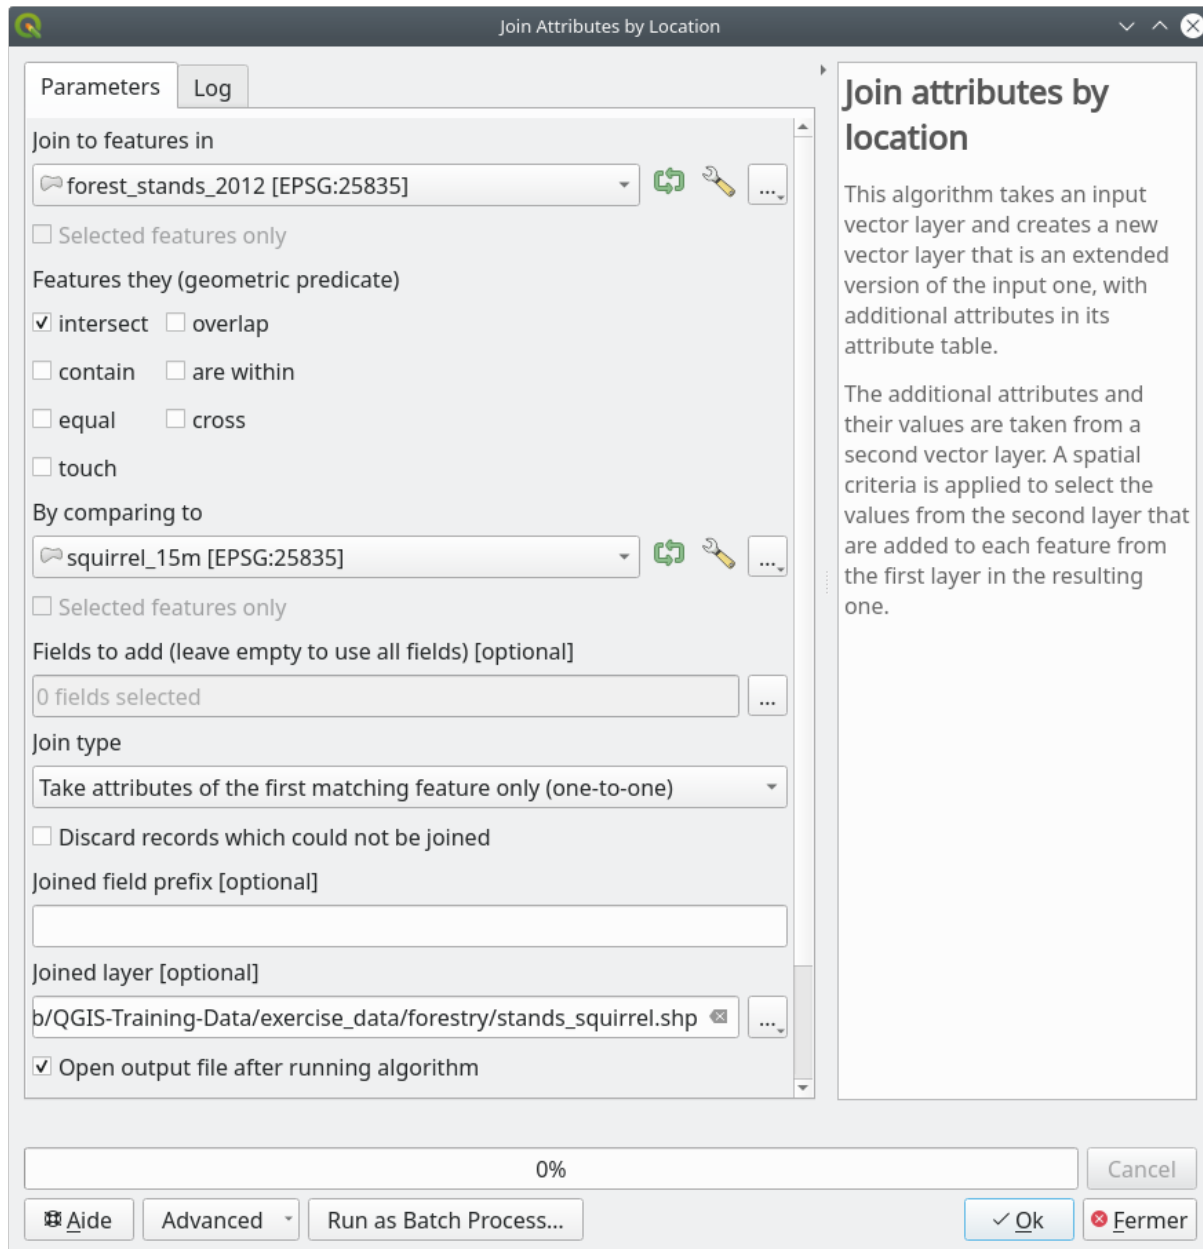 Join Attributes by Location
Parameters
Log
Join to features in
forest_stands_2012 [EPSG:25835]
...
Selected features only
Features they (geometric predicate)
intersect
overlap
contain
are within
equal
cross
touch
By comparing to
squirrel_15m [EPSG:25835]
...
Selected features only
Fields to add (leave empty to use all fields) [optional]
0 fields selected
...
Join type
Take attributes of the first matching feature only (one-to-one)
Discard records which could not be joined
Joined field prefix [optional]
Joined layer [optional]
b/QGIS-Training-Data/exercise_data/forestry/stands_squirrel.shp
...
Open output file after running algorithm
Join attributes by
location
This algorithm takes an input
vector layer and creates a new
vector layer that is an extended
version of the input one, with
additional attributes in its
attribute table.
The additional attributes and
their values are taken from a
second vector layer. A spatial
criteria is applied to select the
values from the second layer that
are added to each feature from
the first layer in the resulting
one.
0%
Cancel
Aide
Advanced
Run as Batch Process...
Ok
Fermer